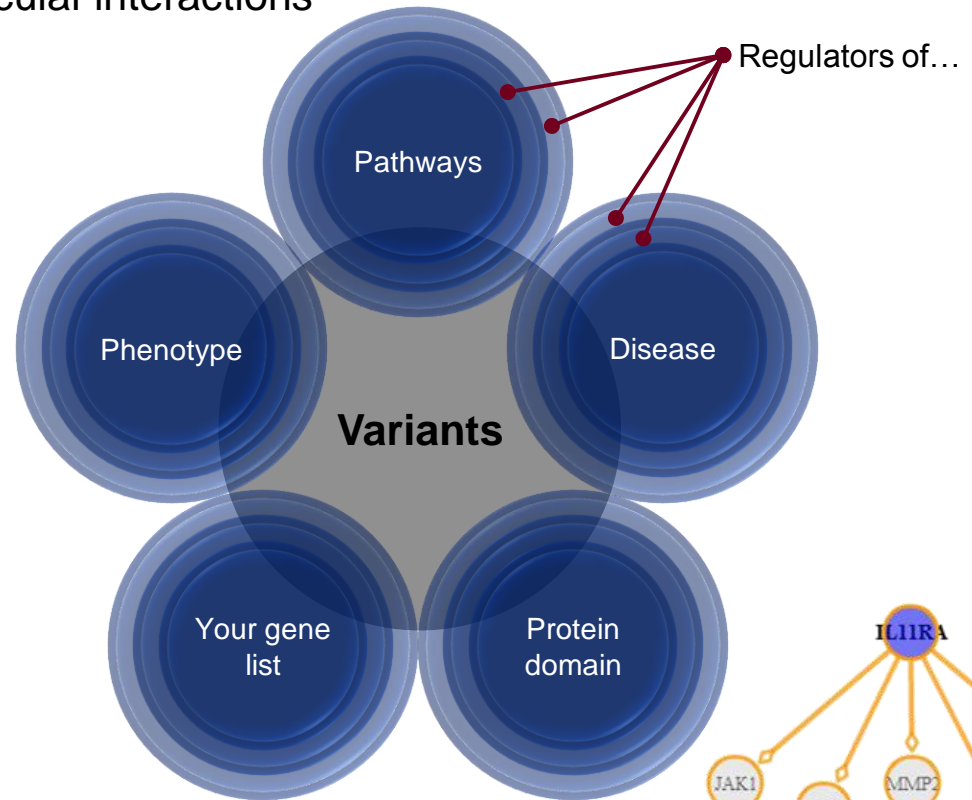 Regulators of…
Pathways
Phenotype
Disease
Variants
Your gene
list
Protein
domain
IL11RA
JAK1
MMP2